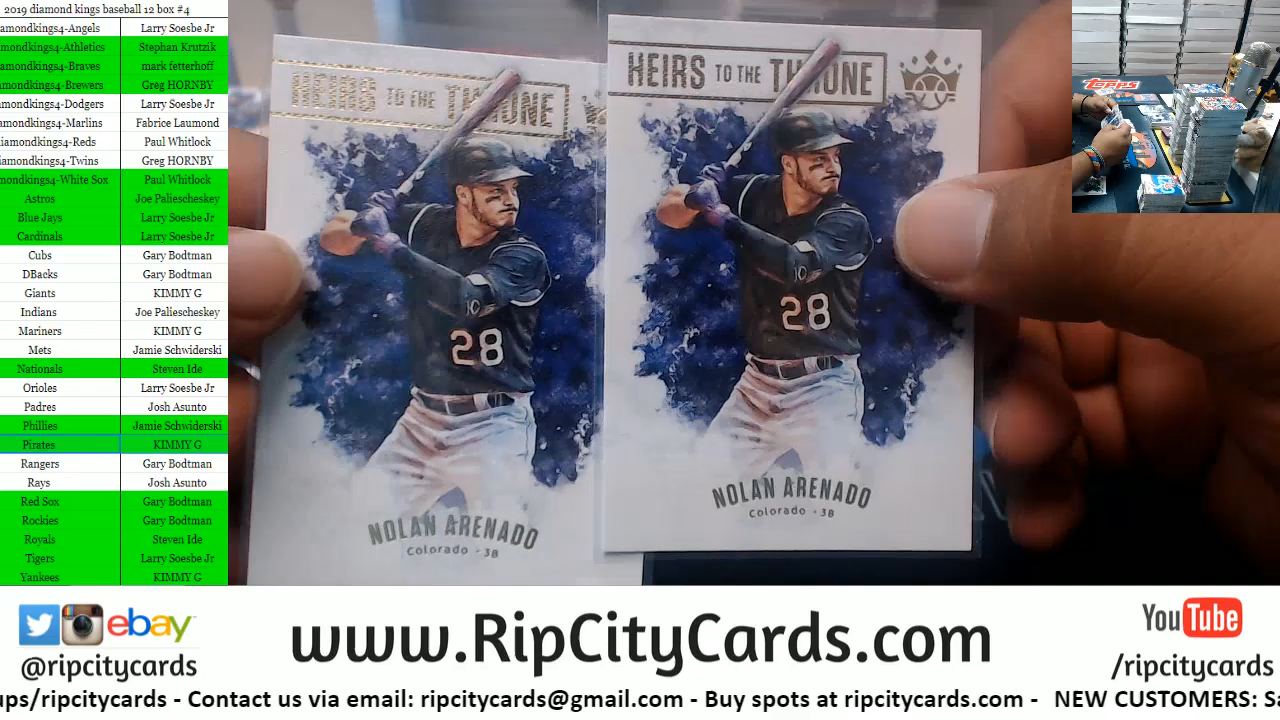 2019 diamond kings baseball 12 box #4
amondkings4-Angels Larry Soesbe Jr
mondkings4-Athletics Stephan Krutzik
amondkings4-Braves mark fetterhoff
amondkings4-Brewers Greg HORNBY
amondkings4-Dodgers Larry Soesbe Jr
amondkings4-Marlins Fabrice Laumond
iamondkings4-Reds Paul Whitlock
iamondkings4-Twins Greg HORNBY
mondkings4-White Sox Paul Whitlock
Astros Joe Paliescheskey
Blue Jays Larry Soesbe Jr
Cardinals Larry Soesbe Jr
Cubs Gary Bodtman
DBacks Gary Bodtman
Giants KIMMY G
Indians Joe Paliescheskey
Mariners KIMMY G
Mets Jamie Schwiderski
Nationals Steven Ide
Orioles Larry Soesbe Jr
Padres Josh Asunto
Phillies Jamie Schwiderski
Pirates KIMMY G
Rangers Gary Bodtman
Rays Josh Asunto
Red Sox Gary Bodtman
Rockies Gary Bodtman
Royals Steven Ide
Tigers Larry Soesbe Jr
Yankees KIMMY G
HEIRS TO THE THRONE
28
NOLAN ARENADO
Colorado • 3B
HEIRS TO THE THRONE
28
NOLAN ARENADO
Colorado • 3B
topps
ebay
@ripcitycards
www.RipCityCards.com
YouTube
/ripcitycards
ups/ripcitycards - Contact us via email: ripcitycards@gmail.com - Buy spots at ripcitycards.com - NEW CUSTOMERS: Sa